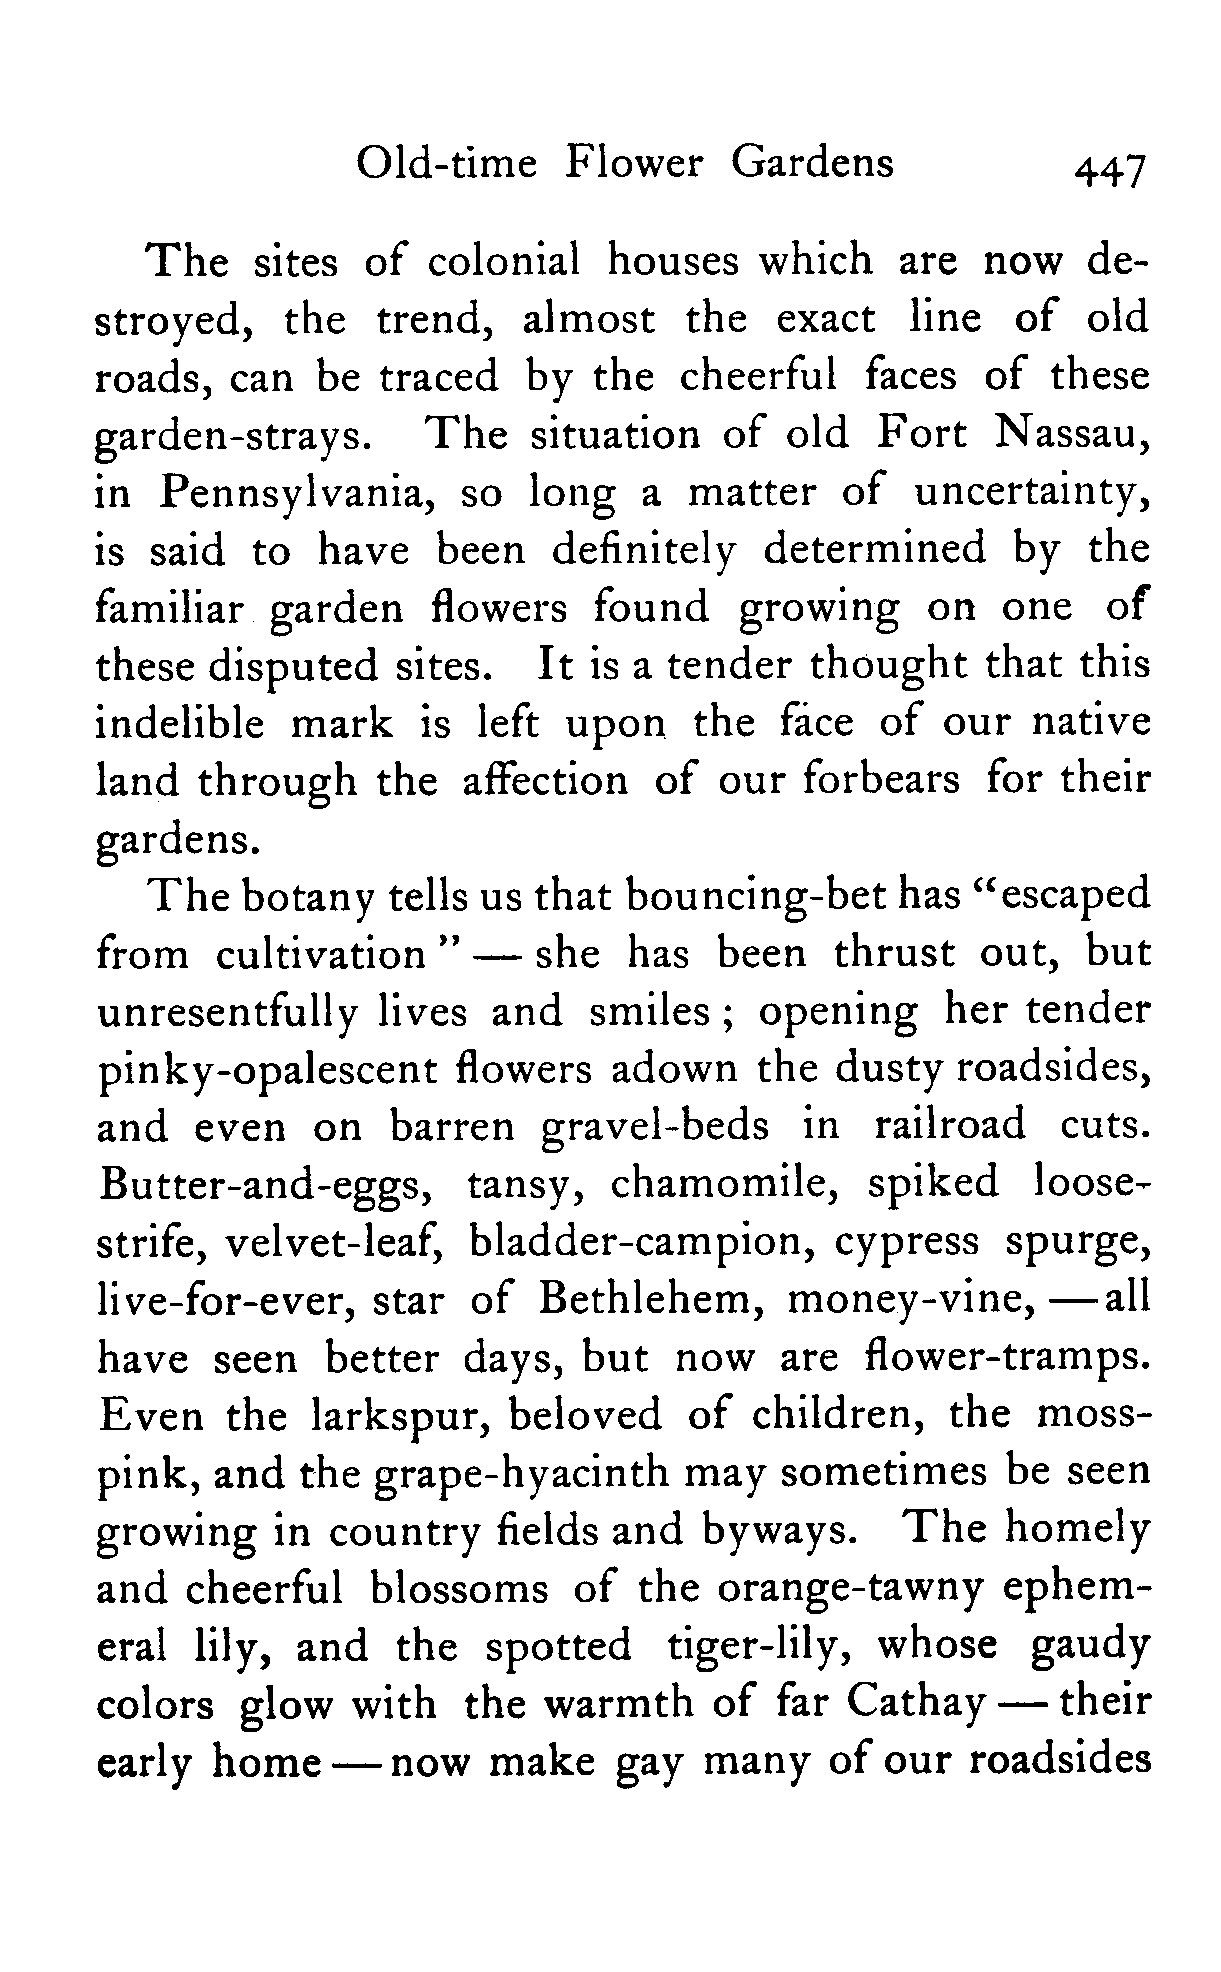 Old-time Flower Gardens 447
The sites of colonial houses which are now de-
stroyed, the trend, almost the exact line of old
roads, can be traced by the cheerful faces of these
garden-strays. The situation of old Fort Nassau,
in Pennsylvania, so long a matter of uncertainty,
is said to have been definitely determined by the
familiar garden flowers found growing on one of
these disputed sites. It is a tender thought that this
indelible mark is left upon the face of our native
land through the affection of our forbears for their
gardens.
The botany tells us that bouncing-bet has “escaped
from cultivation” — she has been thrust out, but
unresentfully lives and smiles; opening her tender
pinky-opalescent flowers adown the dusty roadsides,
and even on barren gravel-beds in railroad cuts.
Butter-and-eggs, tansy, chamomile, spiked loose-
strife, velvet-leaf, bladder-campion, cypress spurge,
live-for-ever, star of Bethlehem, money-vine, — all
have seen better days, but now are flower-tramps.
Even the larkspur, beloved of children, the moss-
pink, and the grape-hyacinth may sometimes be seen
growing in country fields and byways. The homely
and cheerful blossoms of the orange-tawny ephem-
eral lily, and the spotted tiger-lily, whose gaudy
colors glow with the warmth of far Cathay — their
early home — now make gay many of our roadsides